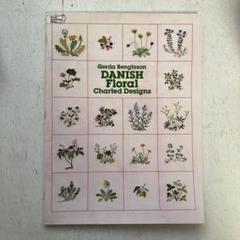 Gerda Bengtsson
DANISH
Floral
Charted Designs